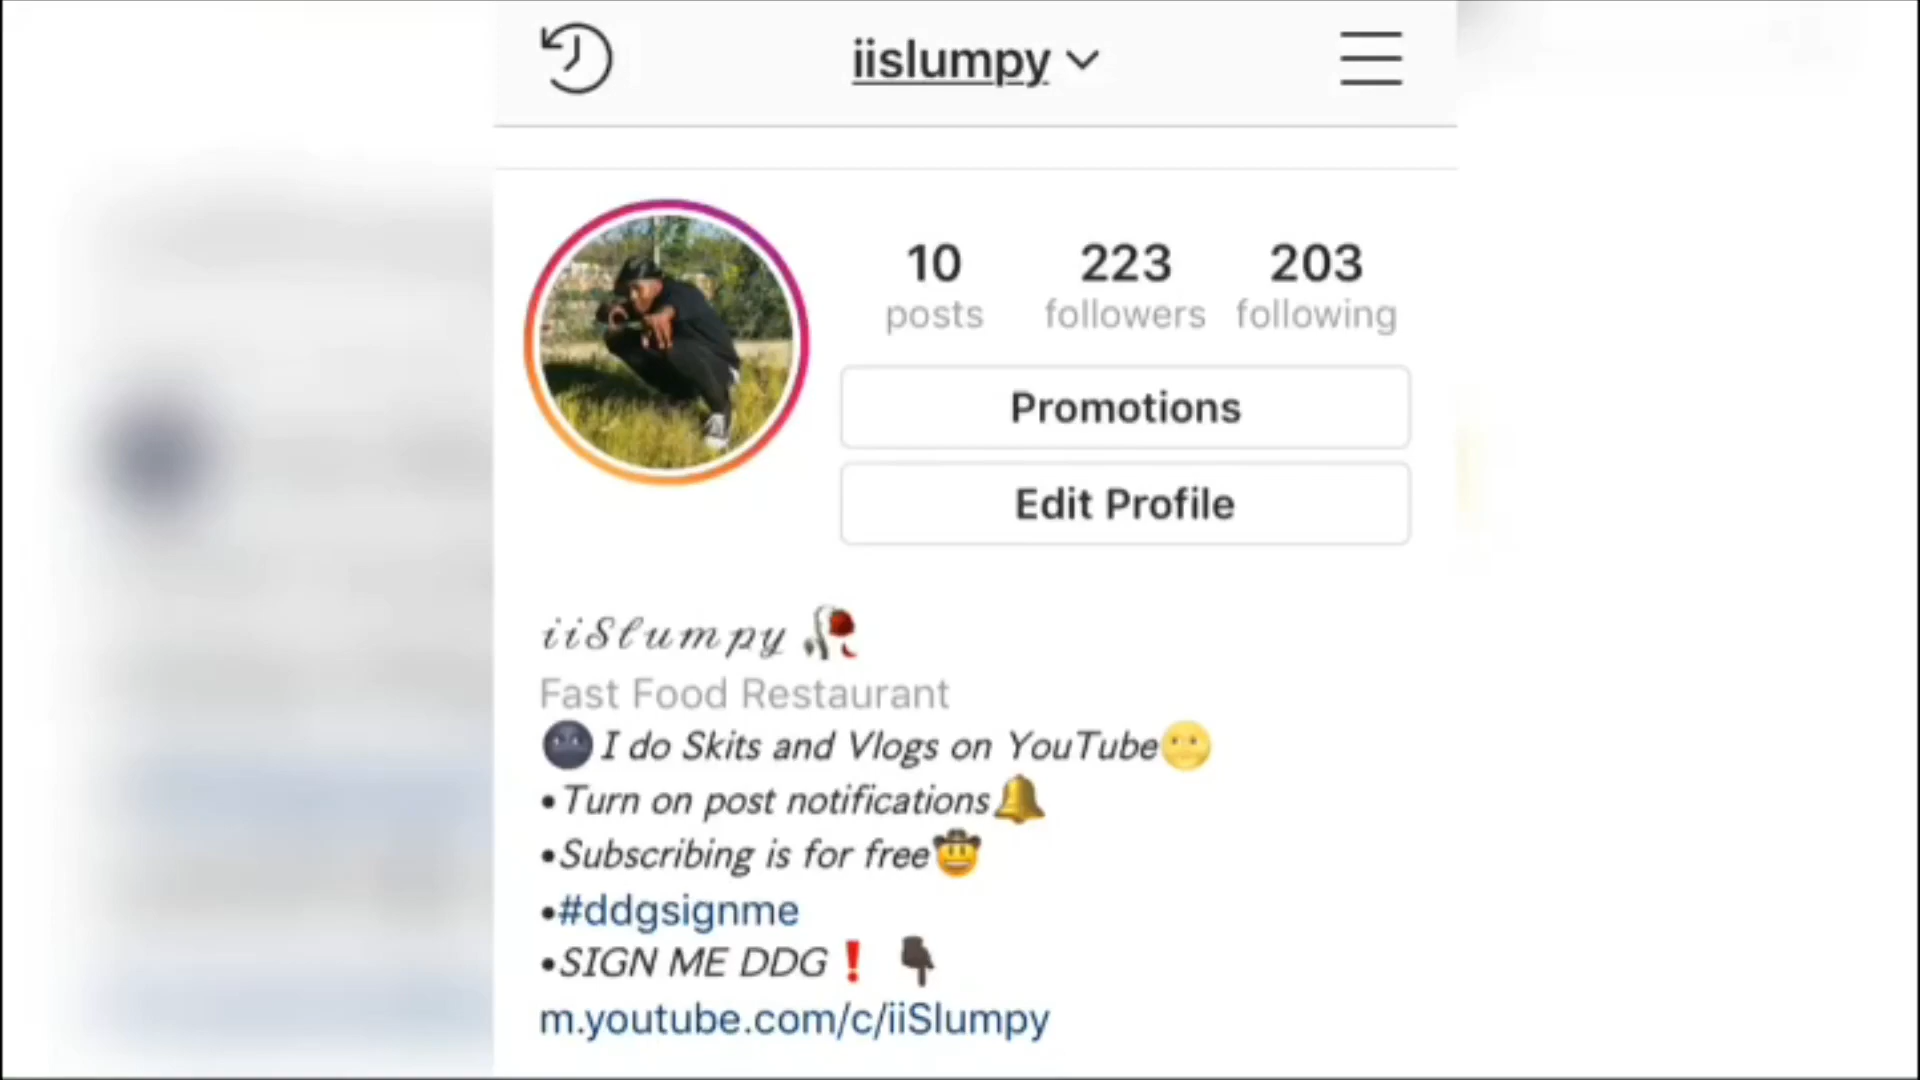 iislumpy
10 223 203
posts followers following
Promotions
Edit Profile
𝒾𝒾𝒮𝓁𝓊𝓂𝓅𝓎 🥀
Fast Food Restaurant
🌚I do Skits and Vlogs on YouTube🌝
•Turn on post notifications🔔
•Subscribing is for free🤠
•#ddgsignme
•SIGN ME DDG❗ 👇🏿
m.youtube.com/c/iiSlumpy